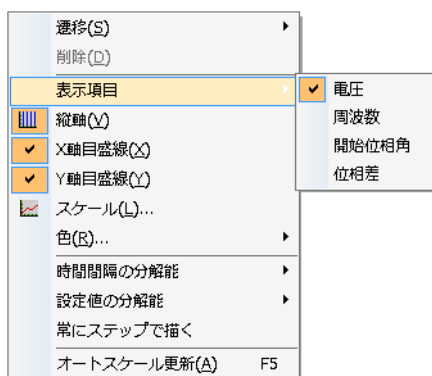 遷移(S)
削除(D)
表示項目
縦軸(V)
X軸目盛線(X)
Y軸目盛線(Y)
スケール(L)...
色(R)...
時間間隔の分解能
設定値の分解能
常にステップで描く
オートスケール更新(A) F5
電圧
周波数
開始位相角
位相差